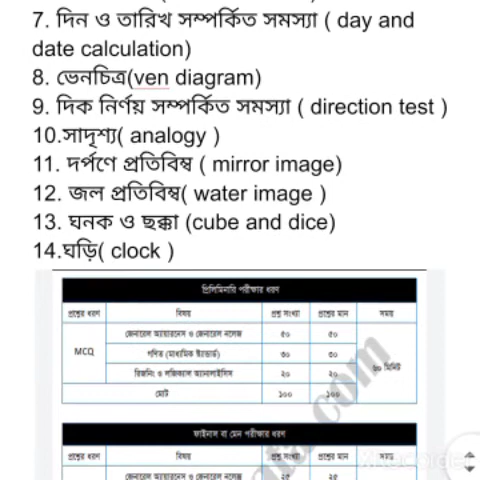 7. দিন ও তারিখ সম্পর্কিত সমস্যা ( day and
date calculation)
8. ভেনচিত্র(ven diagram)
9. দিক নির্ণয় সম্পর্কিত সমস্যা ( direction test )
10.সাদৃশ্য( analogy )
11. দর্পণে প্রতিবিম্ব ( mirror image)
12. জল প্রতিবিম্ব( water image )
13. ঘনক ও ছক্কা (cube and dice)
14.ঘড়ি( clock )
প্রিলিমিনারি পরীক্ষার ধরণ
প্রশ্নের ধরণ বিষয় প্রশ্ন সংখ্যা প্রশ্নের মান সময়
জেনারেল অ্যাওয়ারনেস ও জেনারেল নলেজ ৫০ ৫০
MCQ গণিত (মাধ্যমিক স্ট্যান্ডার্ড) ৩০ ৩০
৬০ মিনিট
রিজনিং ও লজিক্যাল অ্যানালাইসিস ২০ ২০
মোট ১০০ ১০০
ফাইনাল বা মেন পরীক্ষার ধরণ
প্রশ্নের ধরণ বিষয় প্রশ্ন সংখ্যা প্রশ্নের মান সময়
জেনারেল অ্যাওয়ারনেস ও জেনারেল নলেজ ২৫ ২৫